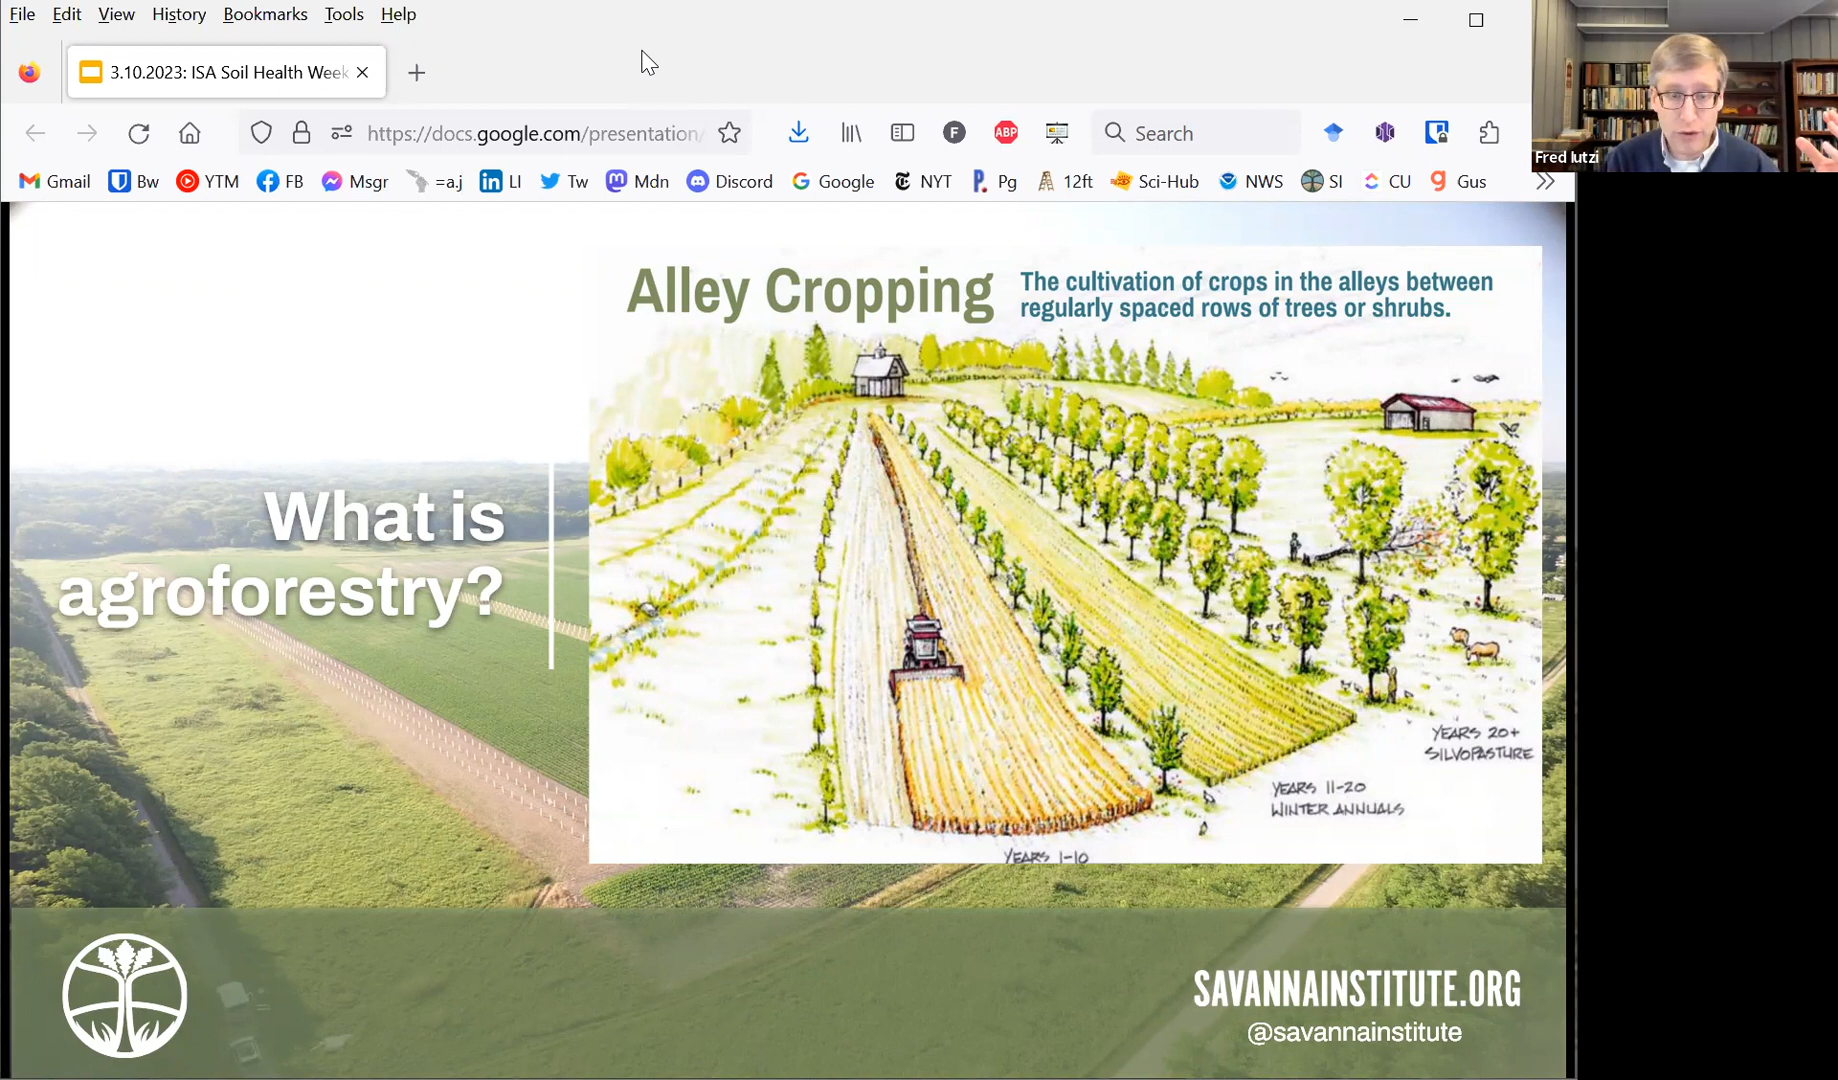 File Edit View History Bookmarks Tools Help
3.10.2023: ISA Soil Health Week
https://docs.google.com/presentation/
F
ABP
Search
Gmail Bw YTM FB Msgr =a.j LI Tw Mdn Discord Google NYT Pg 12ft Sci-Hub NWS SI CU Gus
Fred Iutzi
What is
agroforestry?
Alley Cropping
The cultivation of crops in the alleys between
regularly spaced rows of trees or shrubs.
YEARS 20+
SILVOPASTURE
YEARS 11-20
WINTER ANNUALS
YEARS 1-10
SAVANNAINSTITUTE.ORG
@savannainstitute